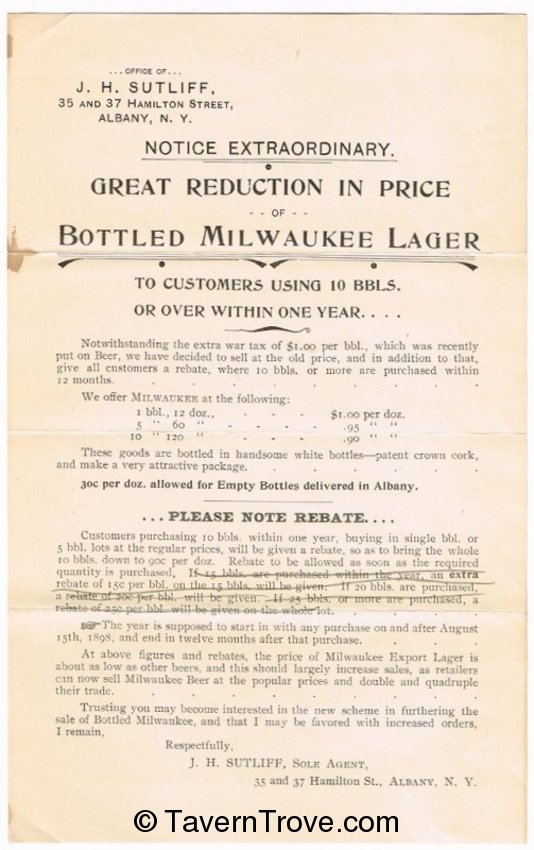 ...OFFICE OF...
J. H. SUTLIFF,
35 AND 37 HAMILTON STREET,
ALBANY, N. Y.
NOTICE EXTRAORDINARY.
GREAT REDUCTION IN PRICE
- - OF - -
BOTTLED MILWAUKEE LAGER
TO CUSTOMERS USING 10 BBLS.
OR OVER WITHIN ONE YEAR. . . .
Notwithstanding the extra war tax of $1.00 per bbl., which was recently
put on Beer, we have decided to sell at the old price, and in addition to that,
give all customers a rebate, where 10 bbls. or more are purchased within
12 months. . . . . . . .
We offer MILWAUKEE at the following:
1 bbl., 12 doz., - - - $1.00 per doz.
5 " 60 " - - - - .95 " "
10 " 120 " - - - .90 " "
These goods are bottled in handsome white bottles—patent crown cork,
and make a very attractive package. . . . . .
30c per doz. allowed for Empty Bottles delivered in Albany.
...PLEASE NOTE REBATE....
Customers purchasing 10 bbls. within one year, buying in single bbl. or
5 bbl. lots at the regular prices, will be given a rebate, so as to bring the whole
10 bbls. down to 90c per doz. Rebate to be allowed as soon as the required
quantity is purchased. If 15 bbls. are purchased within the year, an extra
rebate of 15c per bbl. on the 15 bbls. will be given. If 20 bbls. are purchased,
a rebate of 20c per bbl. will be given. If 25 bbls. or more are purchased, a
rebate of 25c per bbl. will be given on the whole lot.
☞ The year is supposed to start in with any purchase on and after August
15th, 1898, and end in twelve months after that purchase. . .
At above figures and rebates, the price of Milwaukee Export Lager is
about as low as other beers, and this should largely increase sales, as retailers
can now sell Milwaukee Beer at the popular prices and double and quadruple
their trade. . . . . . . .
Trusting you may become interested in the new scheme in furthering the
sale of Bottled Milwaukee, and that I may be favored with increased orders,
I remain,
Respectfully,
J. H. SUTLIFF, SOLE AGENT,
35 and 37 Hamilton St., ALBANY, N. Y.
© TavernTrove.com